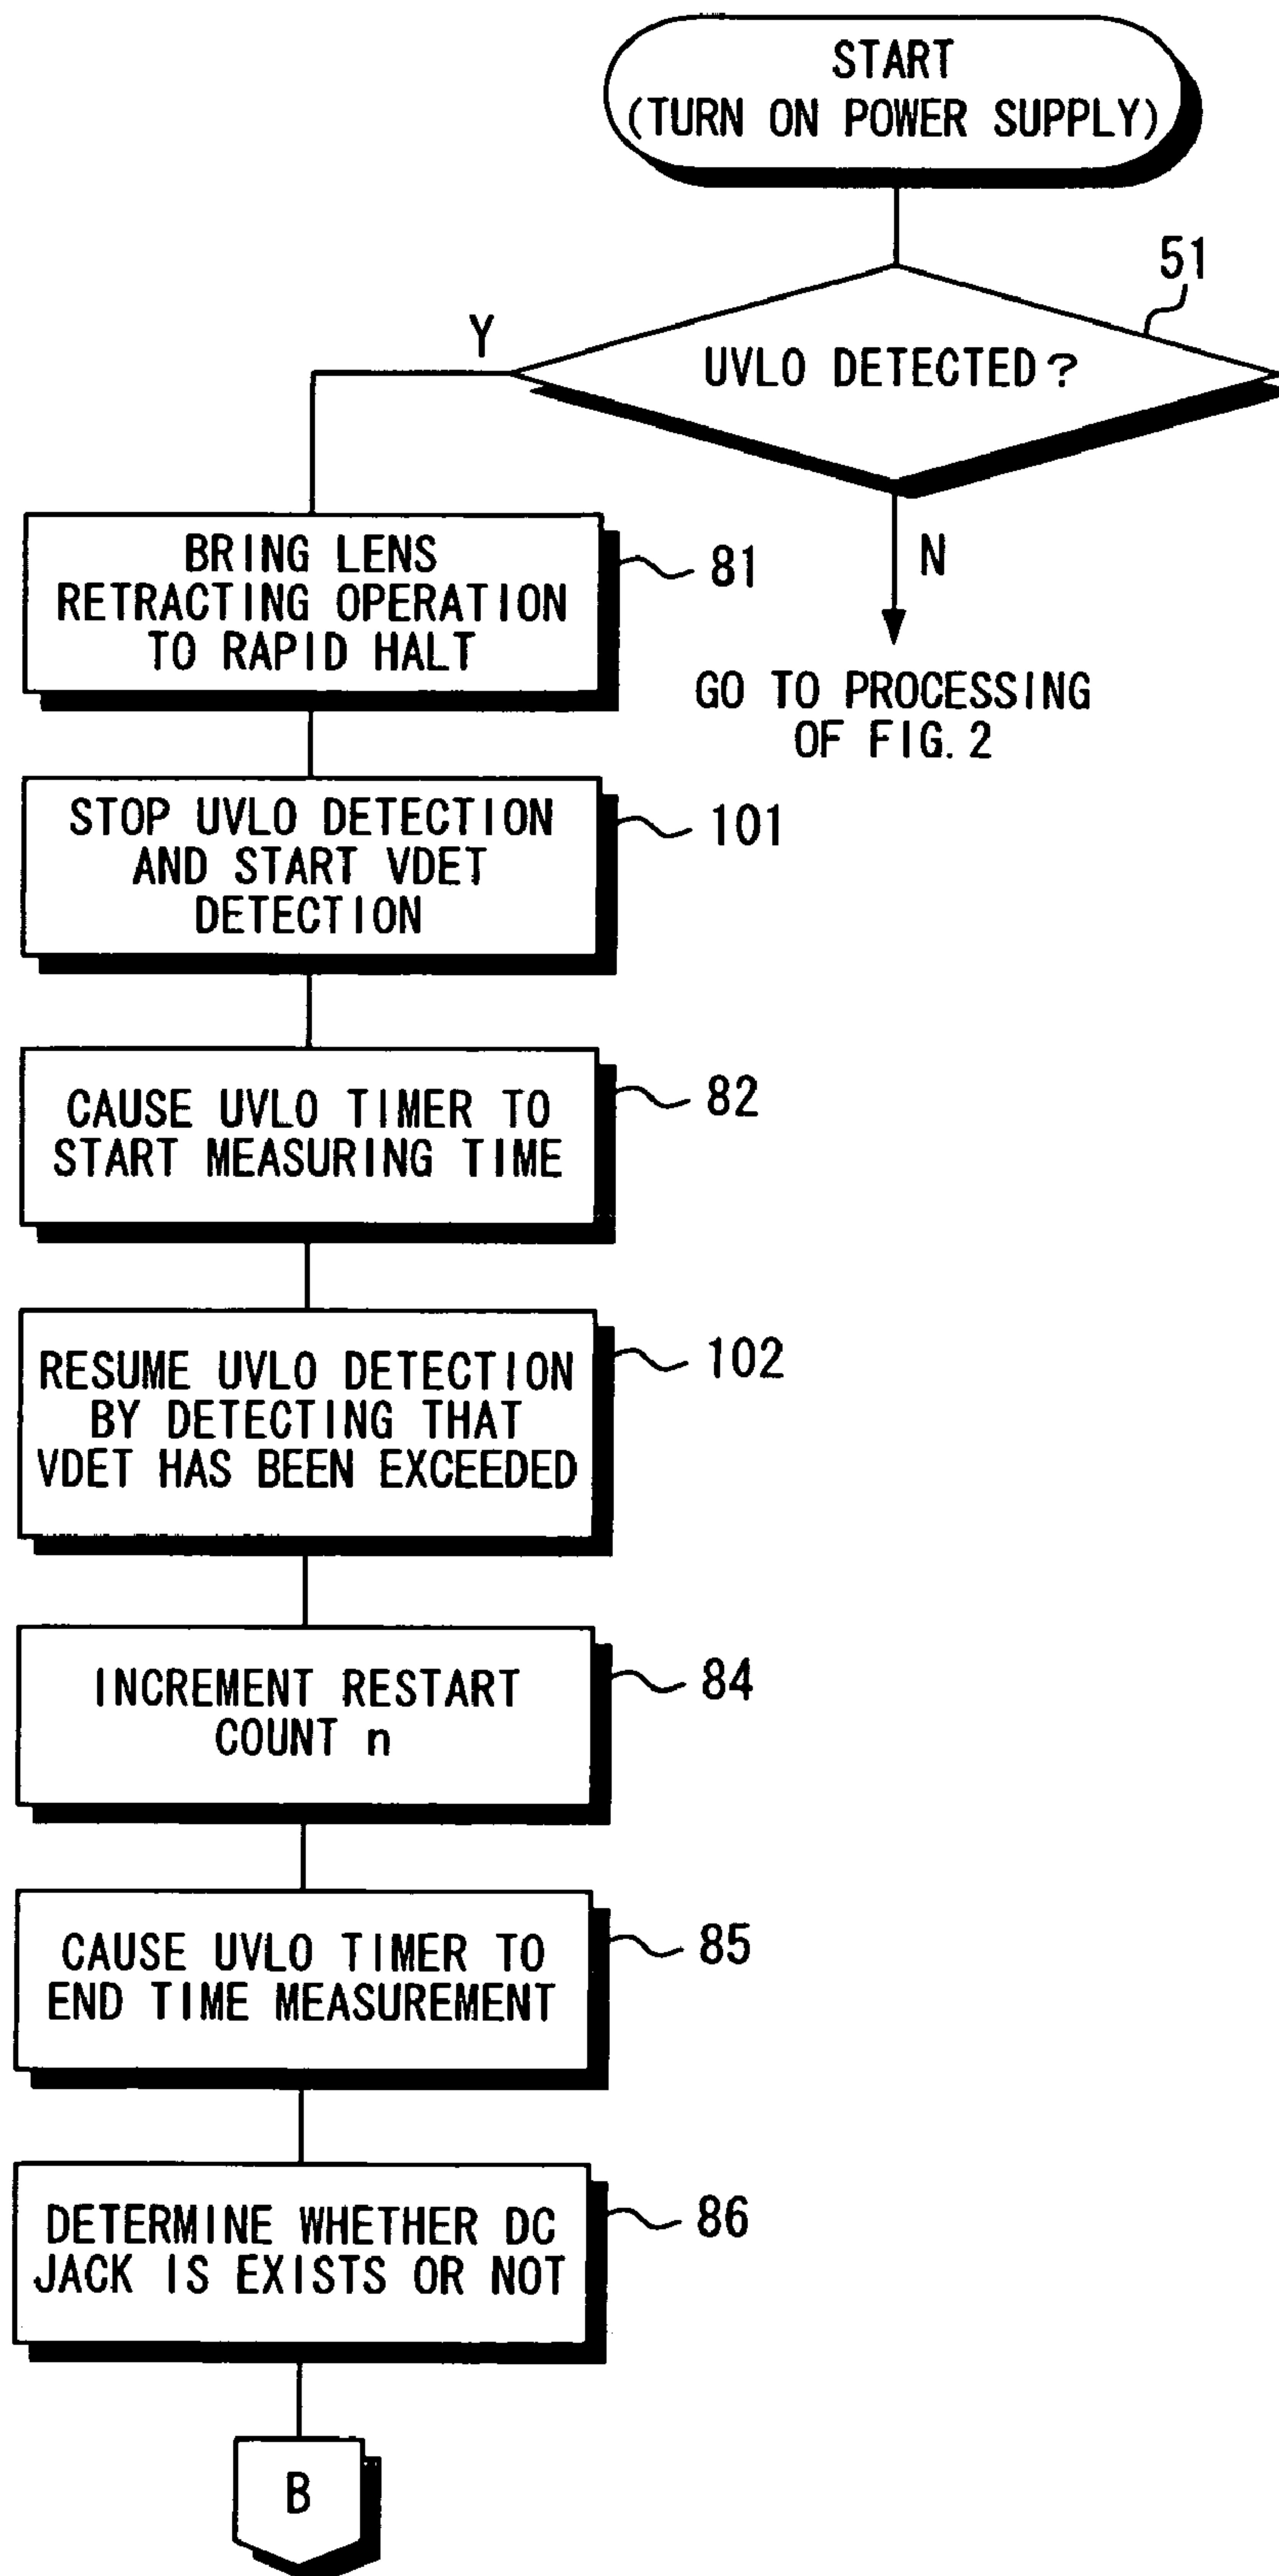 START
(TURN ON POWER SUPPLY)
51
UVLO DETECTED?
Y
N
GO TO PROCESSING
OF FIG. 2
BRING LENS
RETRACTING OPERATION
TO RAPID HALT
81
STOP UVLO DETECTION
AND START VDET
DETECTION
101
CAUSE UVLO TIMER TO
START MEASURING TIME
82
RESUME UVLO DETECTION
BY DETECTING THAT
VDET HAS BEEN EXCEEDED
102
INCREMENT RESTART
COUNT n
84
CAUSE UVLO TIMER TO
END TIME MEASUREMENT
85
DETERMINE WHETHER DC
JACK IS EXISTS OR NOT
86
B